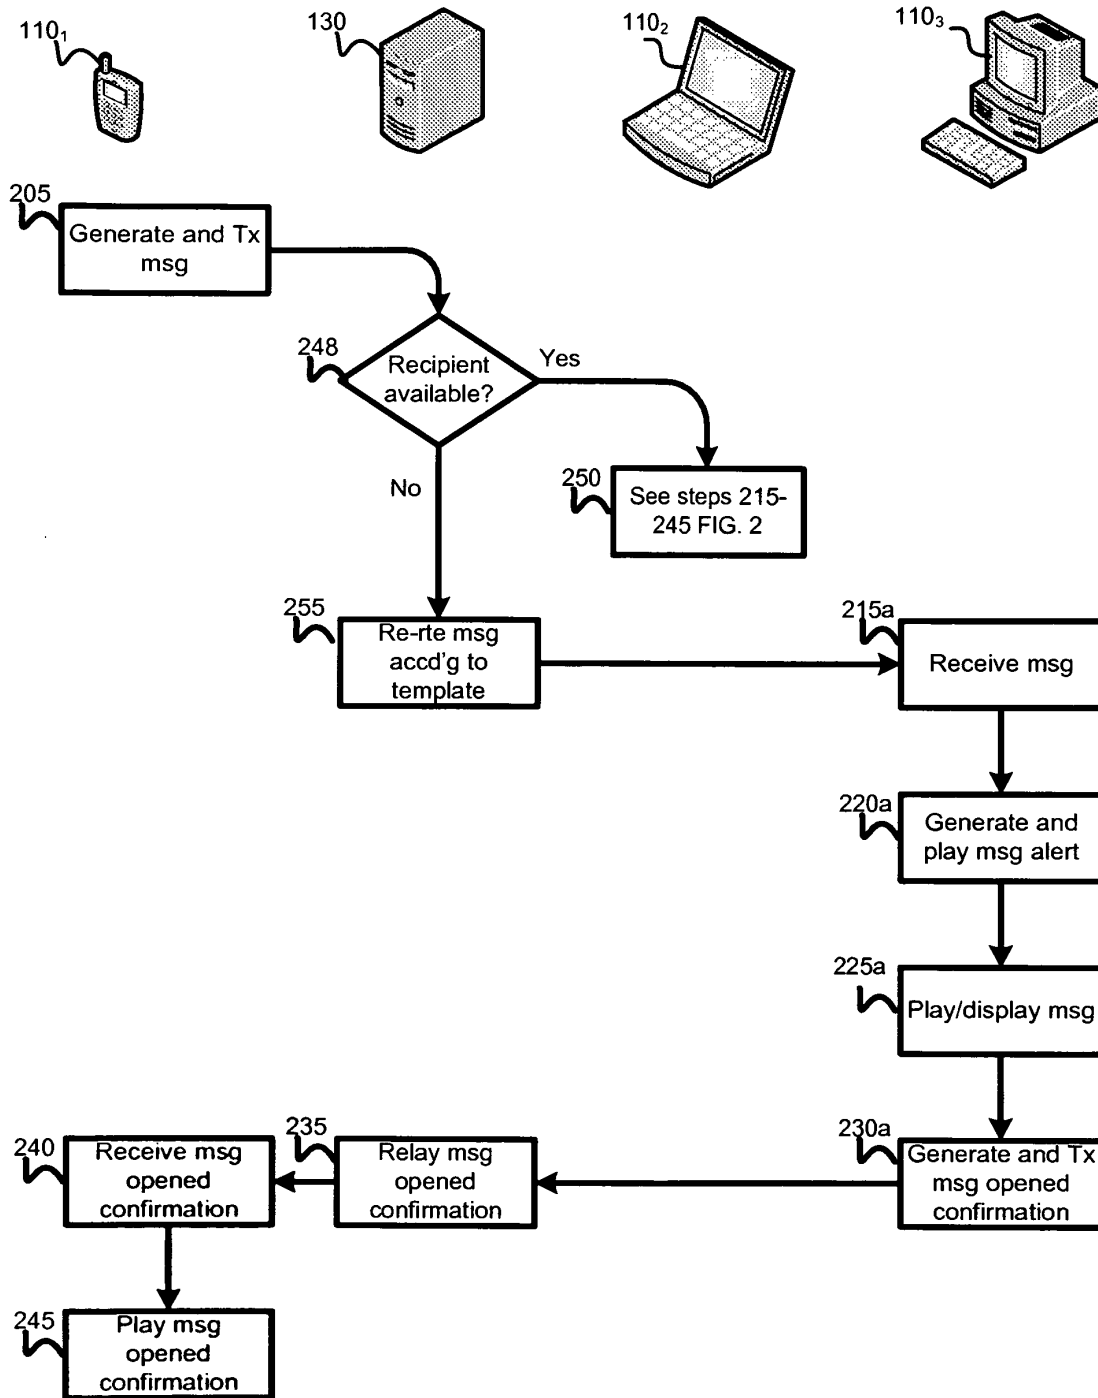 110₁
130
110₂
110₃
205
Generate and Tx
msg
248
Recipient
available?
Yes
No
250
See steps 215-
245 FIG. 2
255
Re-rte msg
accd'g to
template
215a
Receive msg
220a
Generate and
play msg alert
225a
Play/display msg
230a
Generate and Tx
msg opened
confirmation
235
Relay msg
opened
confirmation
240
Receive msg
opened
confirmation
245
Play msg
opened
confirmation